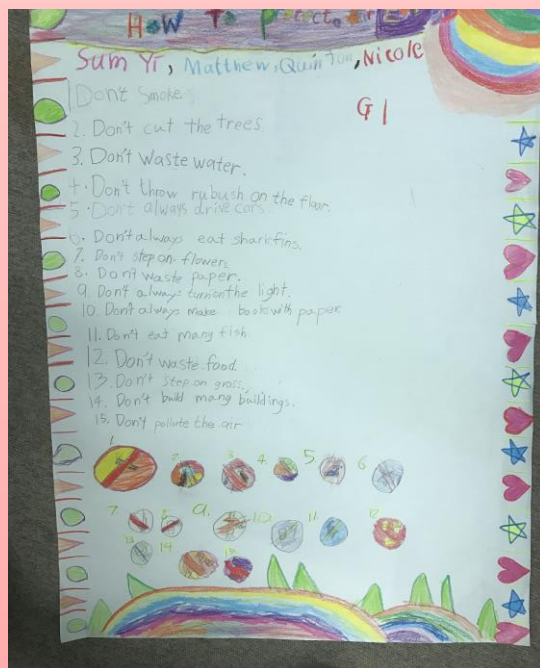 How To Protect
Sum Yi, Matthew, Quinton, Nicole
G1
1 Don't Smoke
2. Don't cut the trees
3. Don't waste water.
4. Don't throw rubush on the floor.
5. Don't always drive cars.
6. Don't always eat sharkfins.
7. Don't step on flowers
8. Don't waste paper.
9. Don't always turn on the light.
10. Don't always make books with paper
11. Don't eat many fish
12. Don't waste food.
13. Don't step on grass.
14. Don't build many buildings.
15. Don't pollute the air
1. 2. 3. 4. 5. 6
7. 8. 9. 10. 11. 12
13 14 15